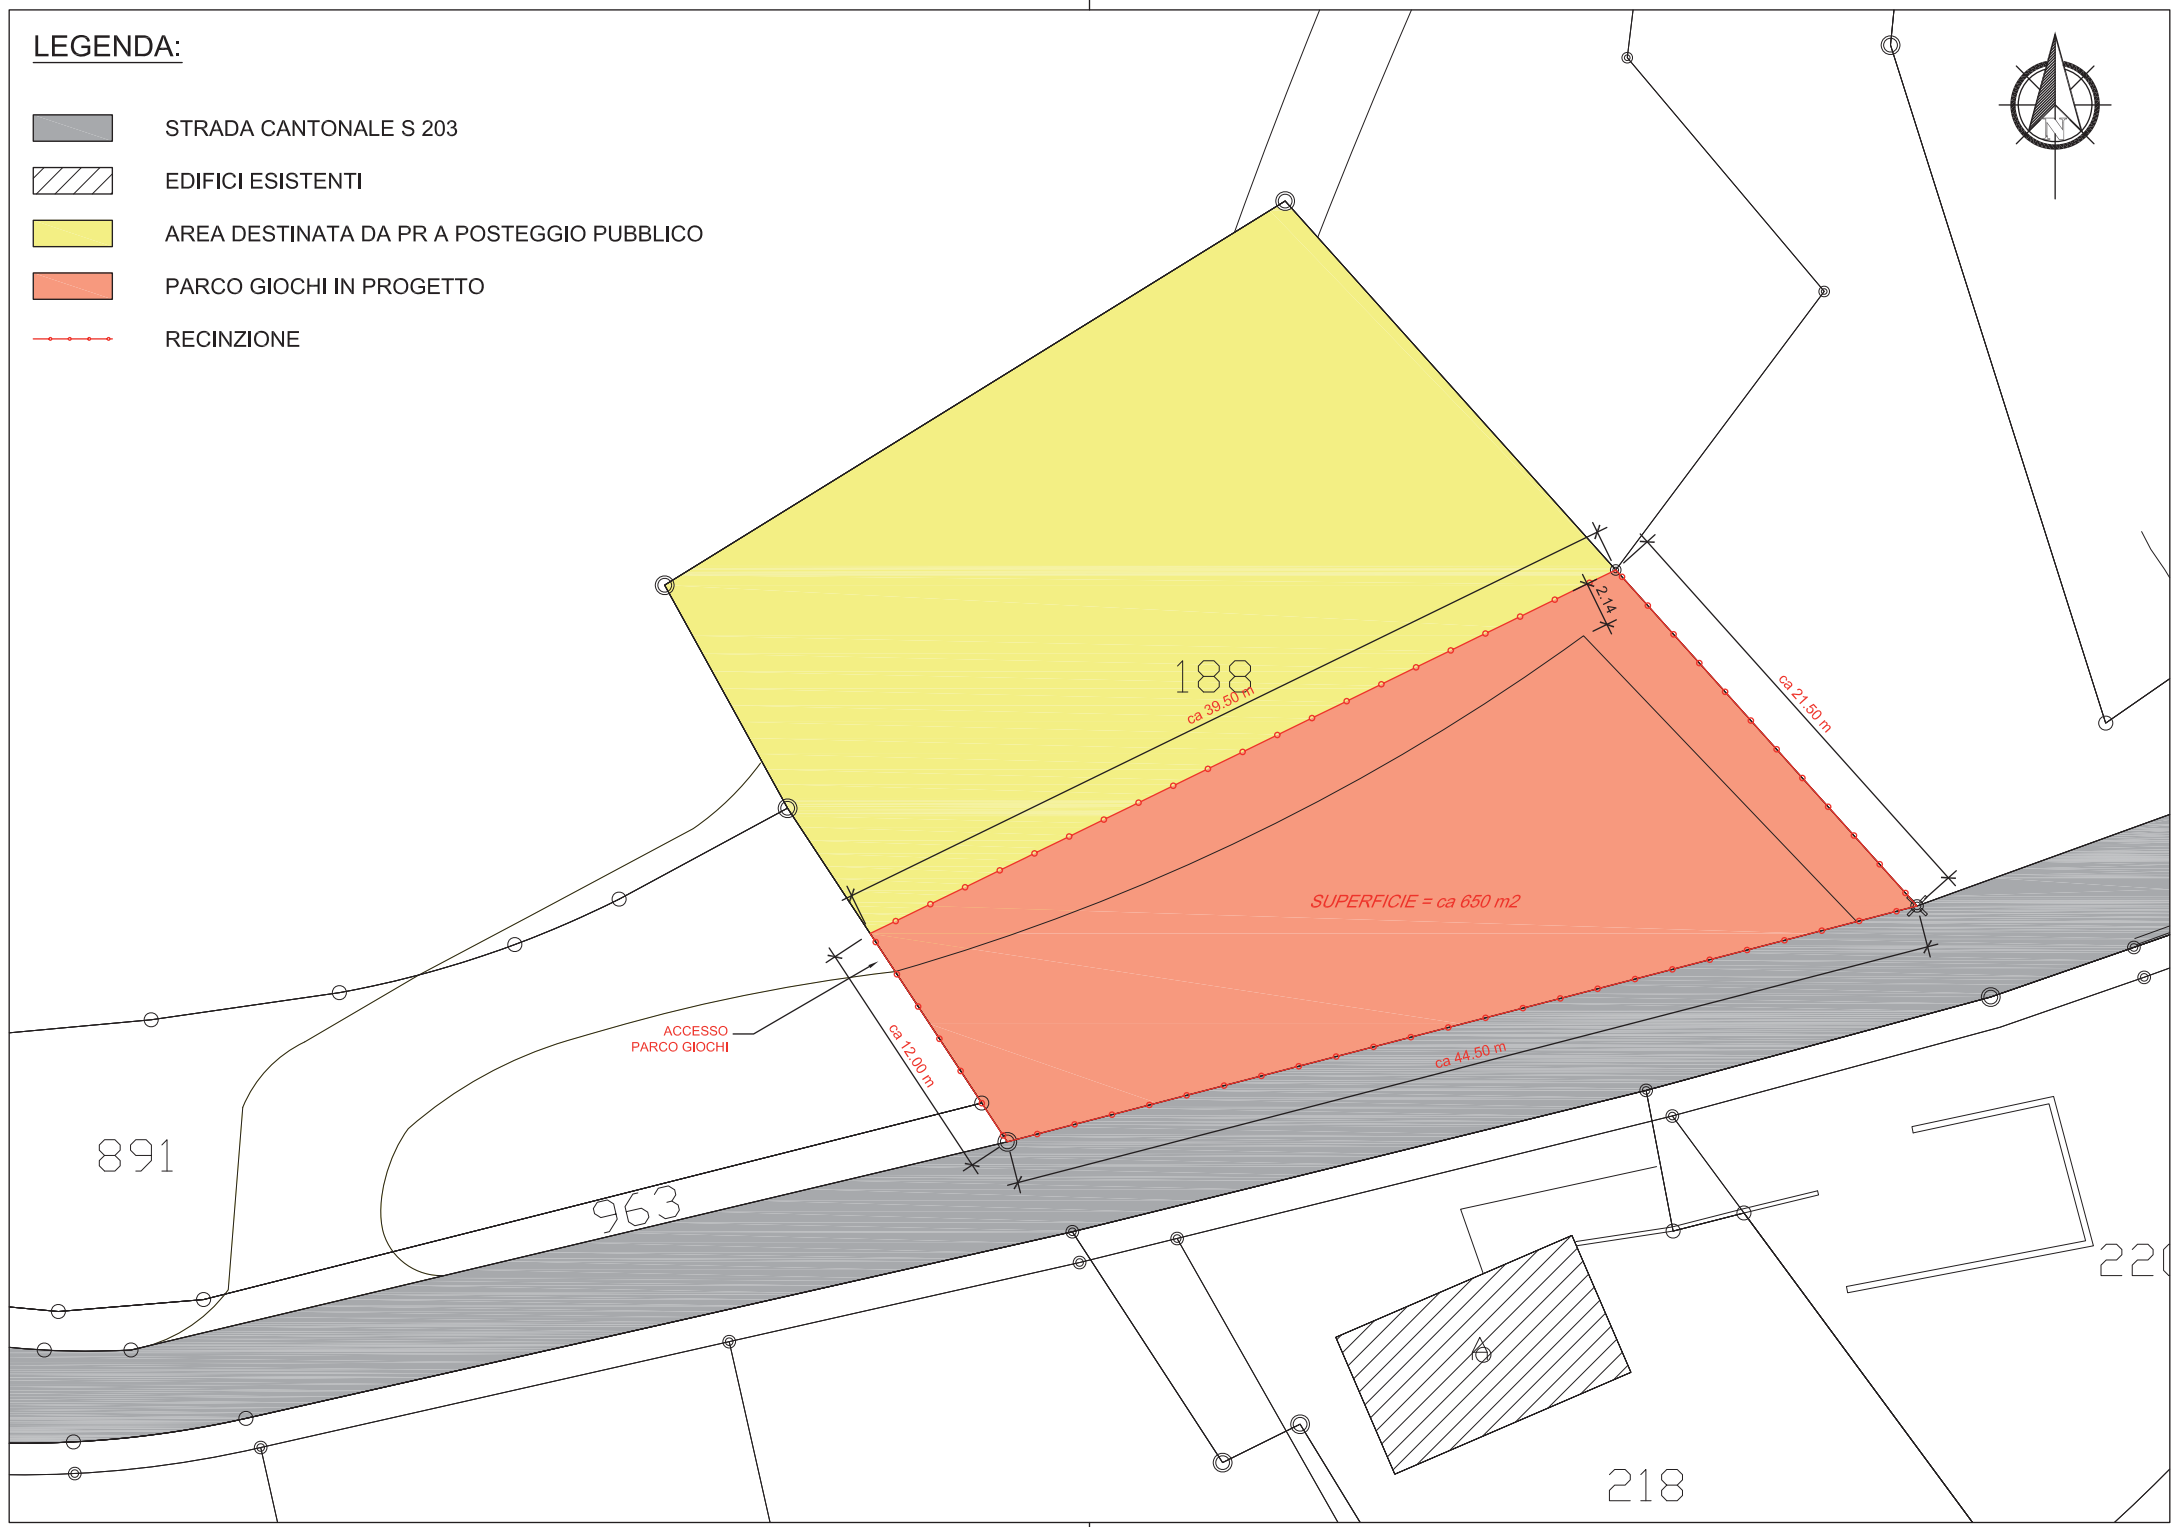 LEGENDA:
STRADA CANTONALE S 203
EDIFICI ESISTENTI
AREA DESTINATA DA PR A POSTEGGIO PUBBLICO
PARCO GIOCHI IN PROGETTO
RECINZIONE
N
2.14
188
ca 39.50 m
ca 21.50 m
SUPERFICIE = ca 650 m2
ACCESSO
PARCO GIOCHI
ca 12.00 m
ca 44.50 m
891
963
A
218